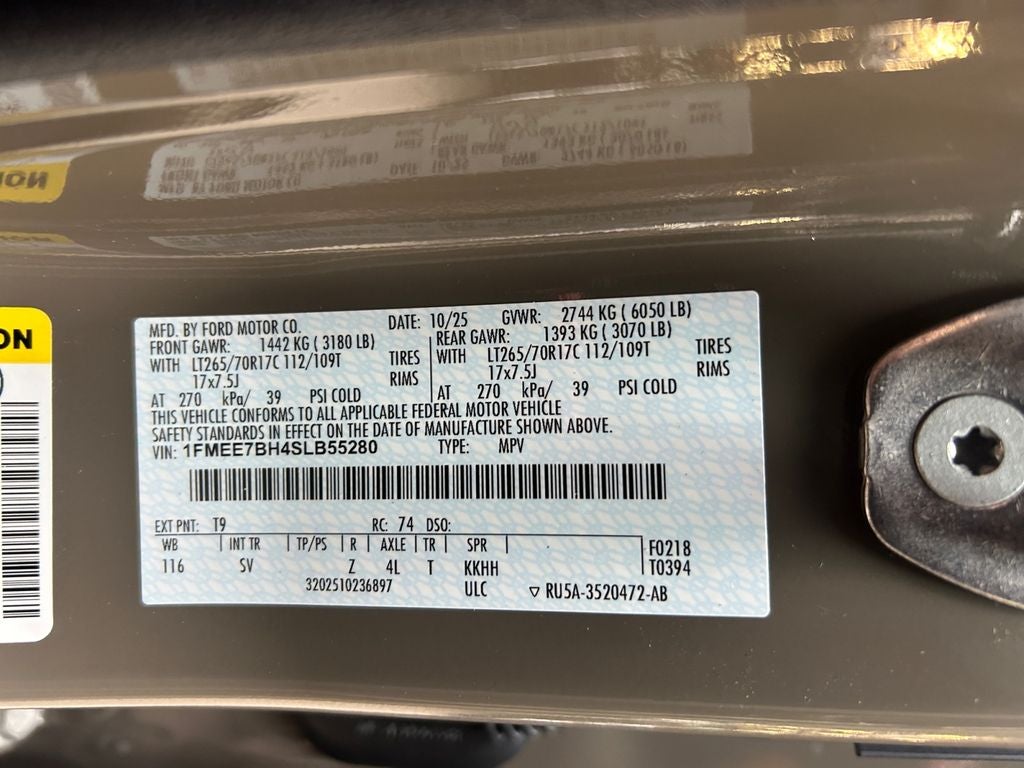 MFD. BY FORD MOTOR CO. DATE: 10/25 GVWR: 2744 KG ( 6050 LB)
FRONT GAWR: 1442 KG ( 3180 LB) REAR GAWR: 1393 KG ( 3070 LB)
WITH LT265/70R17C 112/109T TIRES WITH LT265/70R17C 112/109T TIRES
17x7.5J RIMS 17x7.5J RIMS
AT 270 kPa/ 39 PSI COLD AT 270 kPa/ 39 PSI COLD
THIS VEHICLE CONFORMS TO ALL APPLICABLE FEDERAL MOTOR VEHICLE
SAFETY STANDARDS IN EFFECT ON THE DATE OF MANUFACTURE SHOWN ABOVE.
VIN: 1FMEE7BH4SLB55280 TYPE: MPV
EXT PNT: T9 RC: 74 DSO:
WB INT TR TP/PS R AXLE TR SPR F0218
116 SV Z 4L T KKHH T0394
3202510236897 ULC ▽ RU5A-3520472-AB
ON